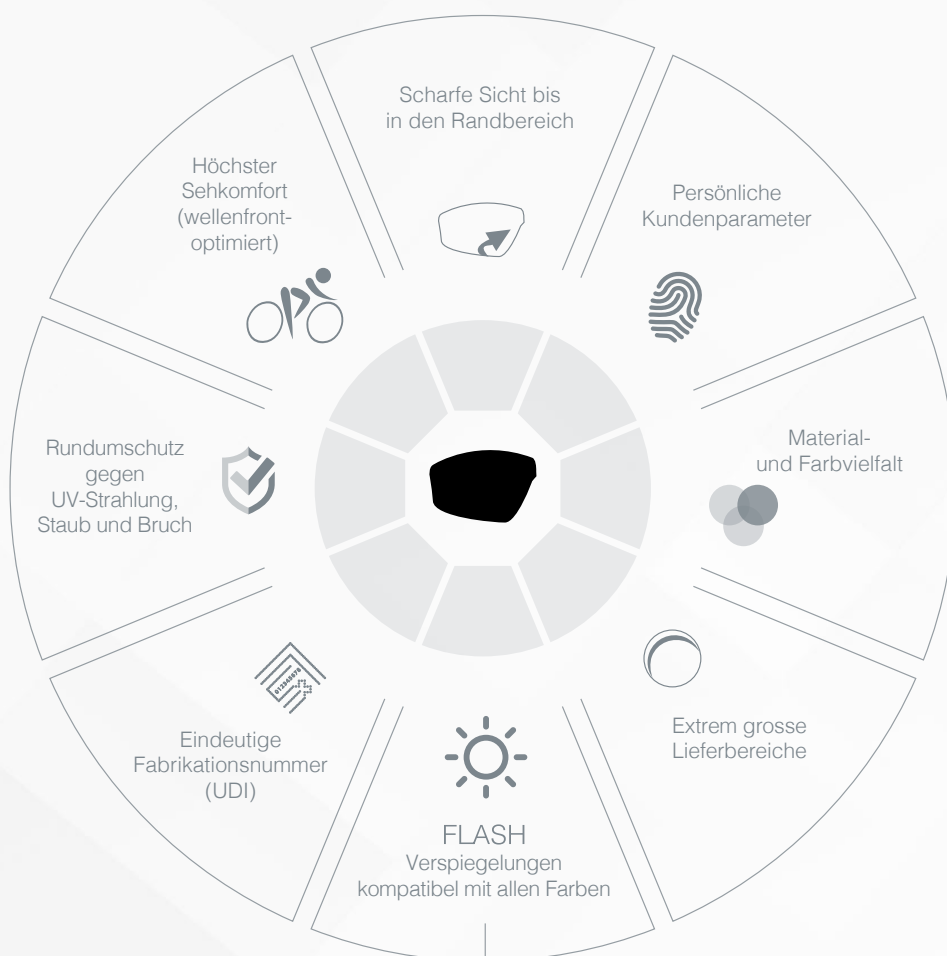 Scharfe Sicht bis
in den Randbereich
Persönliche
Kundenparameter
Material-
und Farbvielfalt
Extrem grosse
Lieferbereiche
FLASH
Verspiegelungen
kompatibel mit allen Farben
Eindeutige
Fabrikationsnummer
(UDI)
Rundumschutz
gegen
UV-Strahlung,
Staub und Bruch
Höchster
Sehkomfort
(wellenfront-
optimiert)